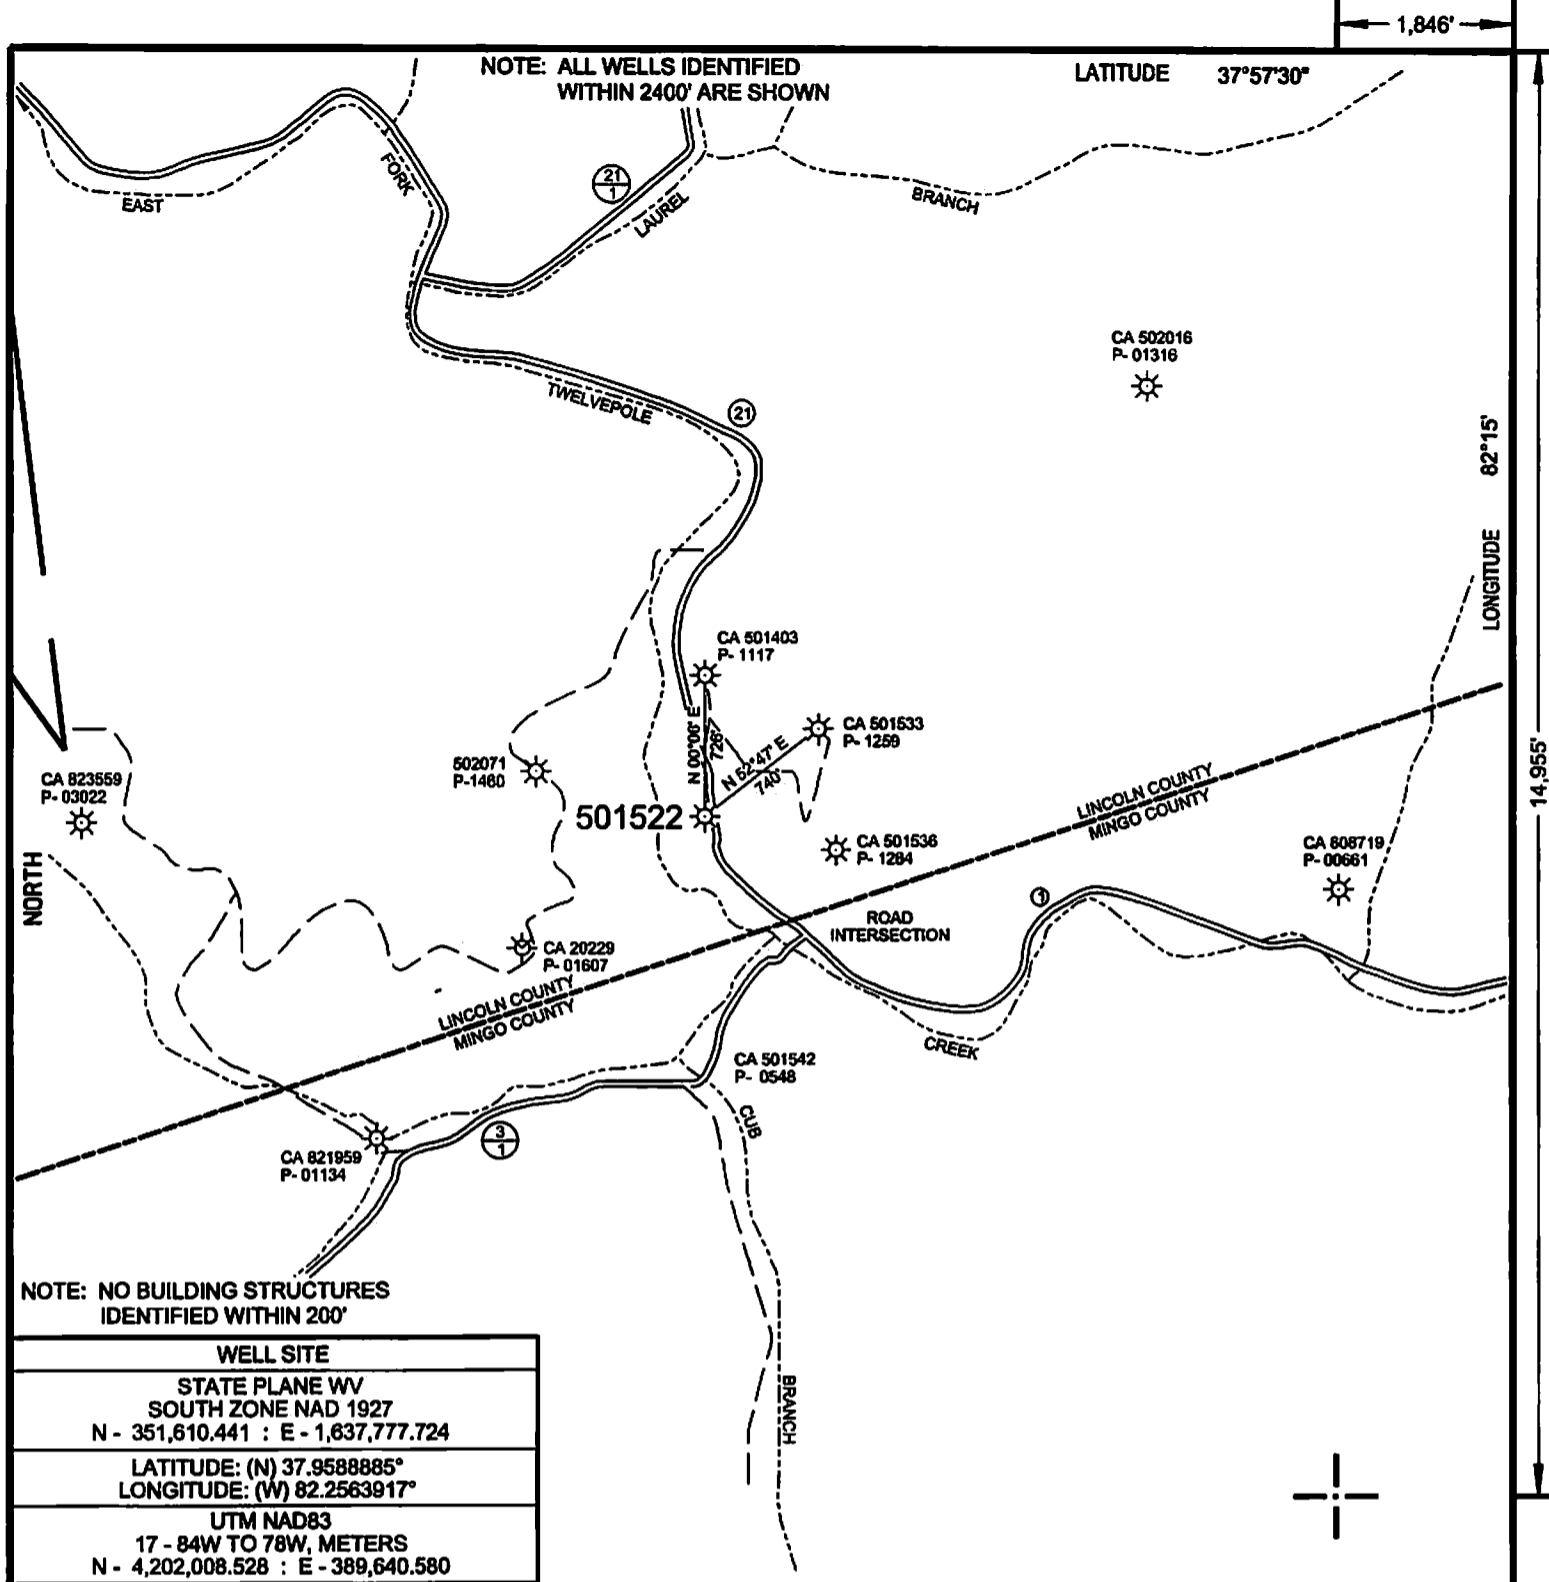 1,846'
NOTE: ALL WELLS IDENTIFIED
WITHIN 2400' ARE SHOWN
LATITUDE 37°57'30"
EAST
FORK
21
1
LAUREL
BRANCH
CA 502016
P- 01316
TWELVEPOLE
21
LONGITUDE 82°15'
CA 501403
P- 1117
N 00°06' E
726'
CA 501533
P- 1259
N 52°47' E
740'
502071
P-1460
14,955'
CA 823559
P- 03022
501522
LINCOLN COUNTY
MINGO COUNTY
CA 501536
P- 1284
CA 808719
P- 00661
NORTH
1
ROAD
INTERSECTION
CA 20229
P- 01607
LINCOLN COUNTY
MINGO COUNTY
CREEK
CA 501542
P- 0548
CUB
3
1
CA 821959
P- 01134
NOTE: NO BUILDING STRUCTURES
IDENTIFIED WITHIN 200'
BRANCH
WELL SITE
STATE PLANE WV
SOUTH ZONE NAD 1927
N - 351,610.441 : E - 1,637,777.724
LATITUDE: (N) 37.9588885°
LONGITUDE: (W) 82.2563917°
UTM NAD83
17 - 84W TO 78W, METERS
N - 4,202,008.528 : E - 389,640.580